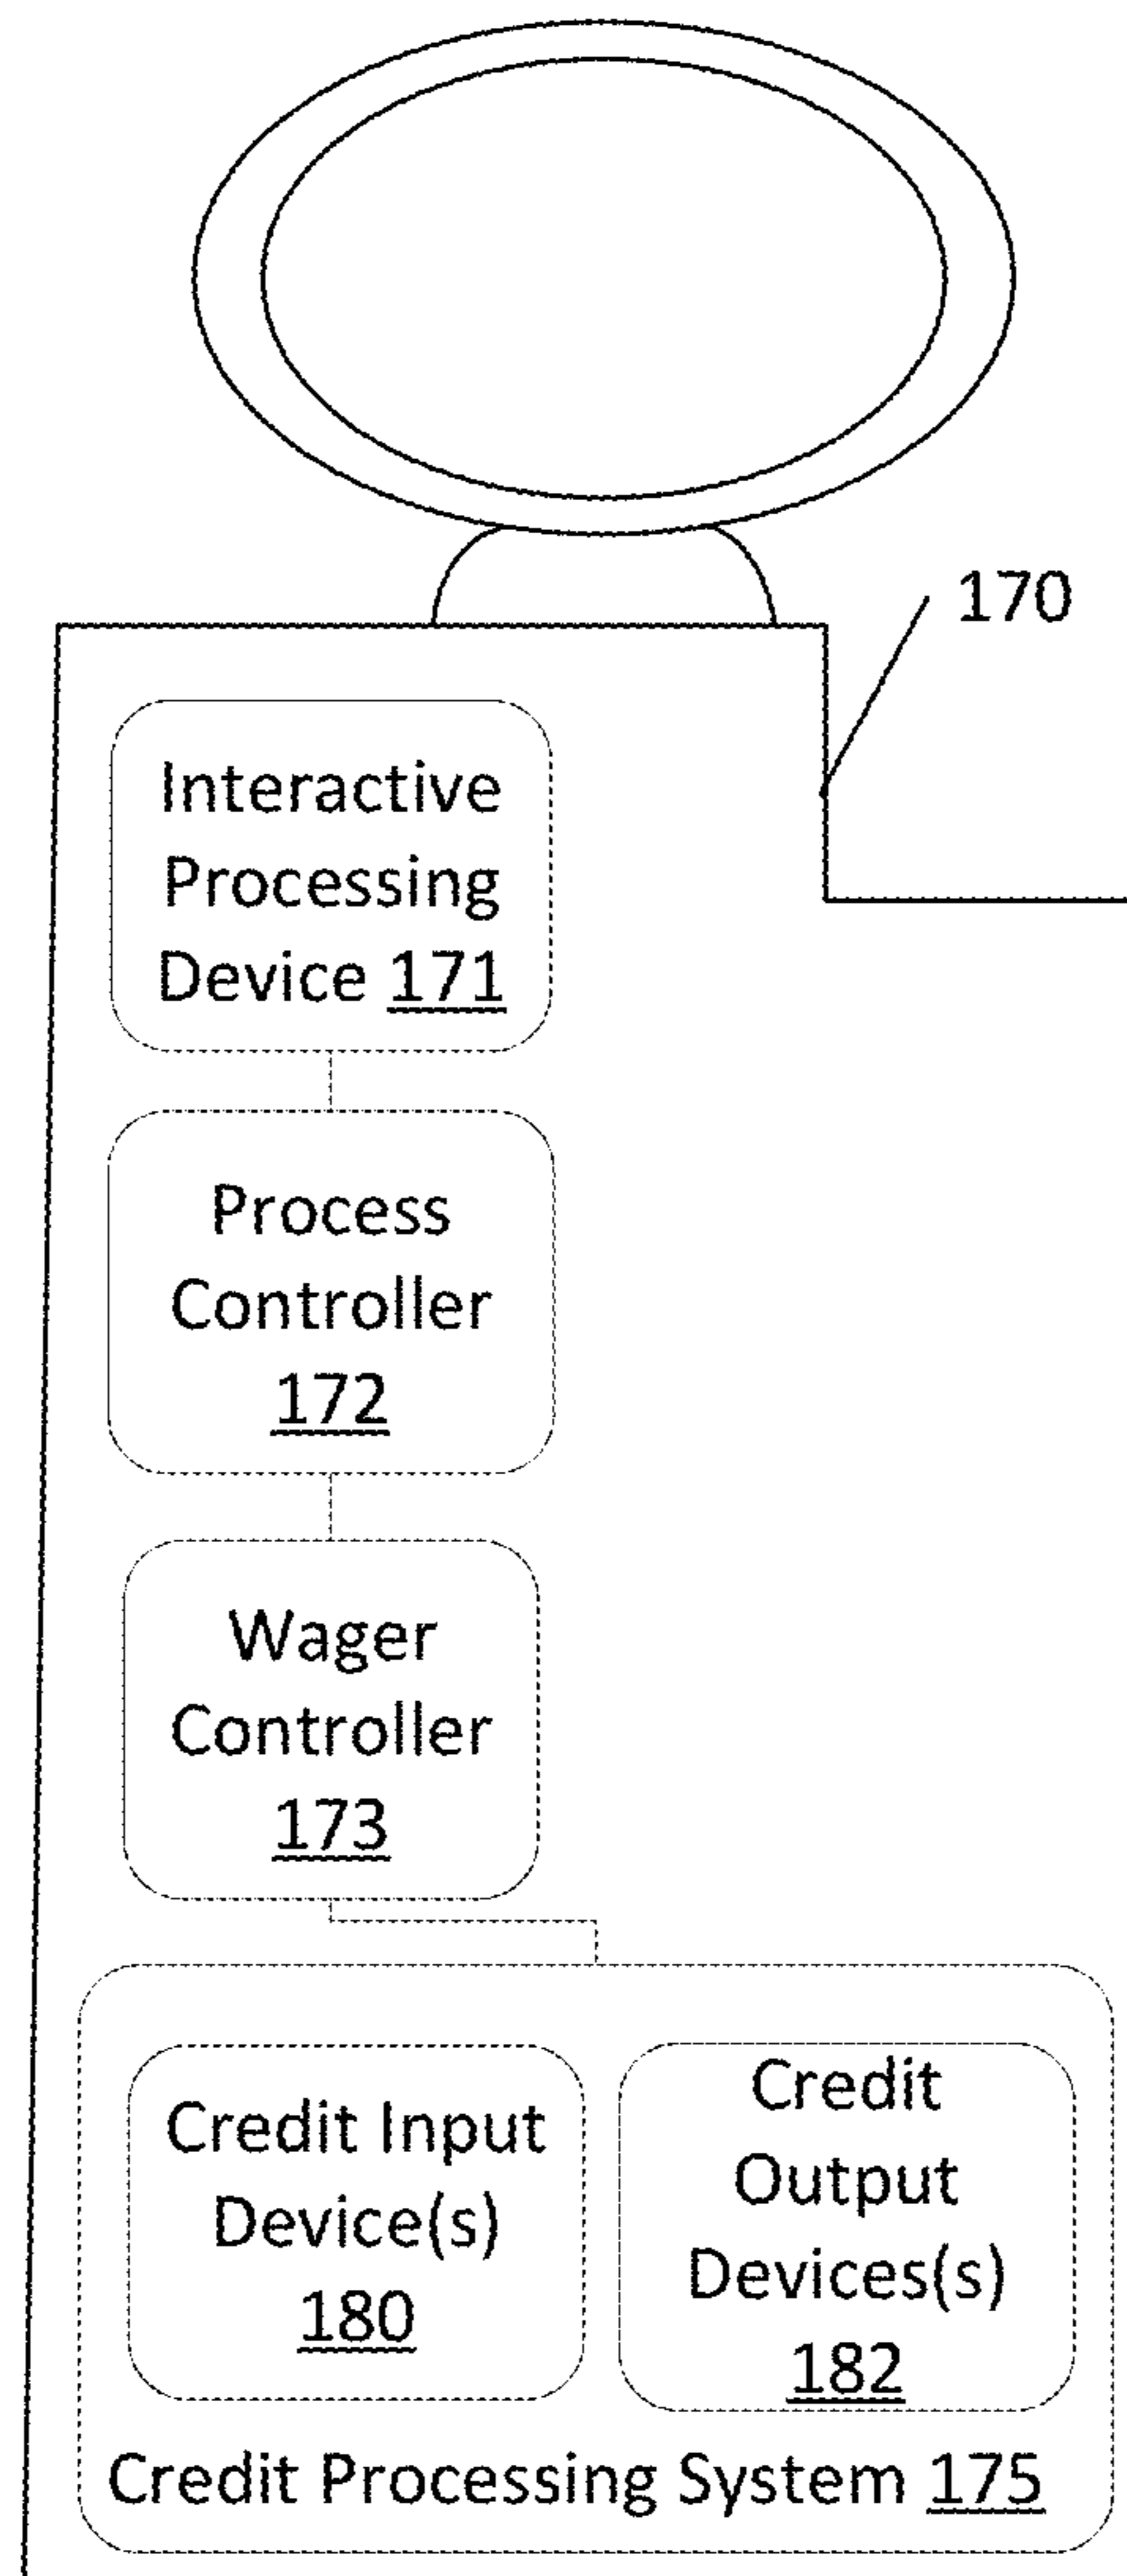 170
Interactive
Processing
Device 171
Process
Controller
172
Wager
Controller
173
Credit Input
Device(s)
180
Credit
Output
Devices(s)
182
Credit Processing System 175